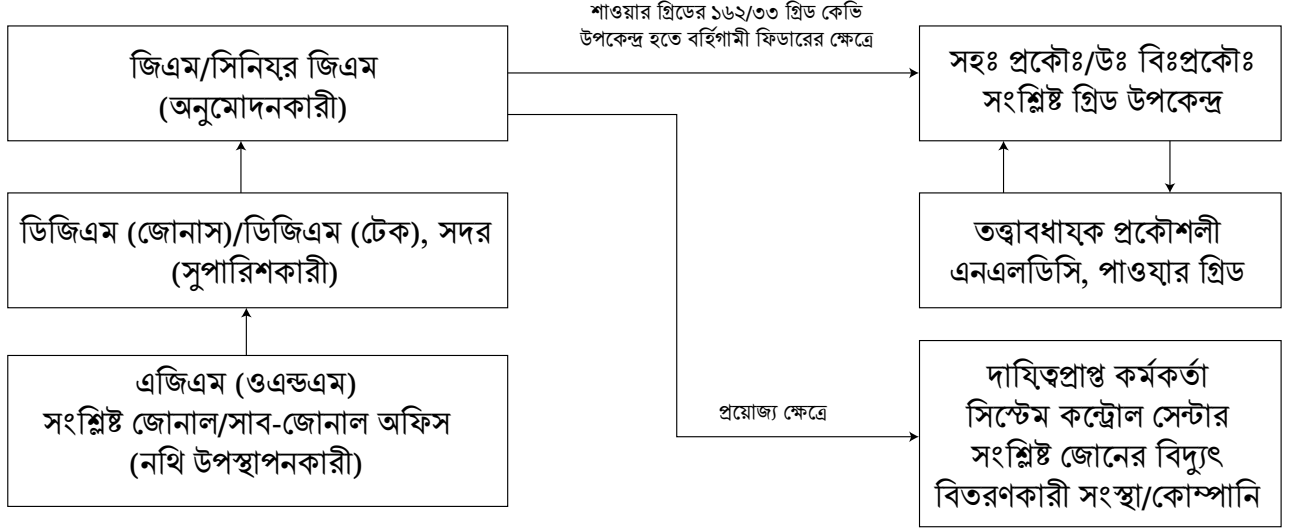 শাওয়ার গ্রিডের ১৬২/৩৩ গ্রিড কেভি
উপকেন্দ্র হতে বর্হিগামী ফিডারের ক্ষেত্রে
জিএম/সিনিয়র জিএম
(অনুমোদনকারী)
সহঃ প্রকৌঃ/উঃ বিঃপ্রকৌঃ
সংশ্লিষ্ট গ্রিড উপকেন্দ্র
ডিজিএম (জোনাস)/ডিজিএম (টেক), সদর
(সুপারিশকারী)
তত্ত্বাবধায়ক প্রকৌশলী
এনএলডিসি, পাওয়ার গ্রিড
এজিএম (ওএন্ডএম)
সংশ্লিষ্ট জোনাল/সাব-জোনাল অফিস
(নথি উপস্থাপনকারী)
প্রয়োজ্য ক্ষেত্রে
দায়িত্বপ্রাপ্ত কর্মকর্তা
সিস্টেম কন্ট্রোল সেন্টার
সংশ্লিষ্ট জোনের বিদ্যুৎ
বিতরণকারী সংস্থা/কোম্পানি